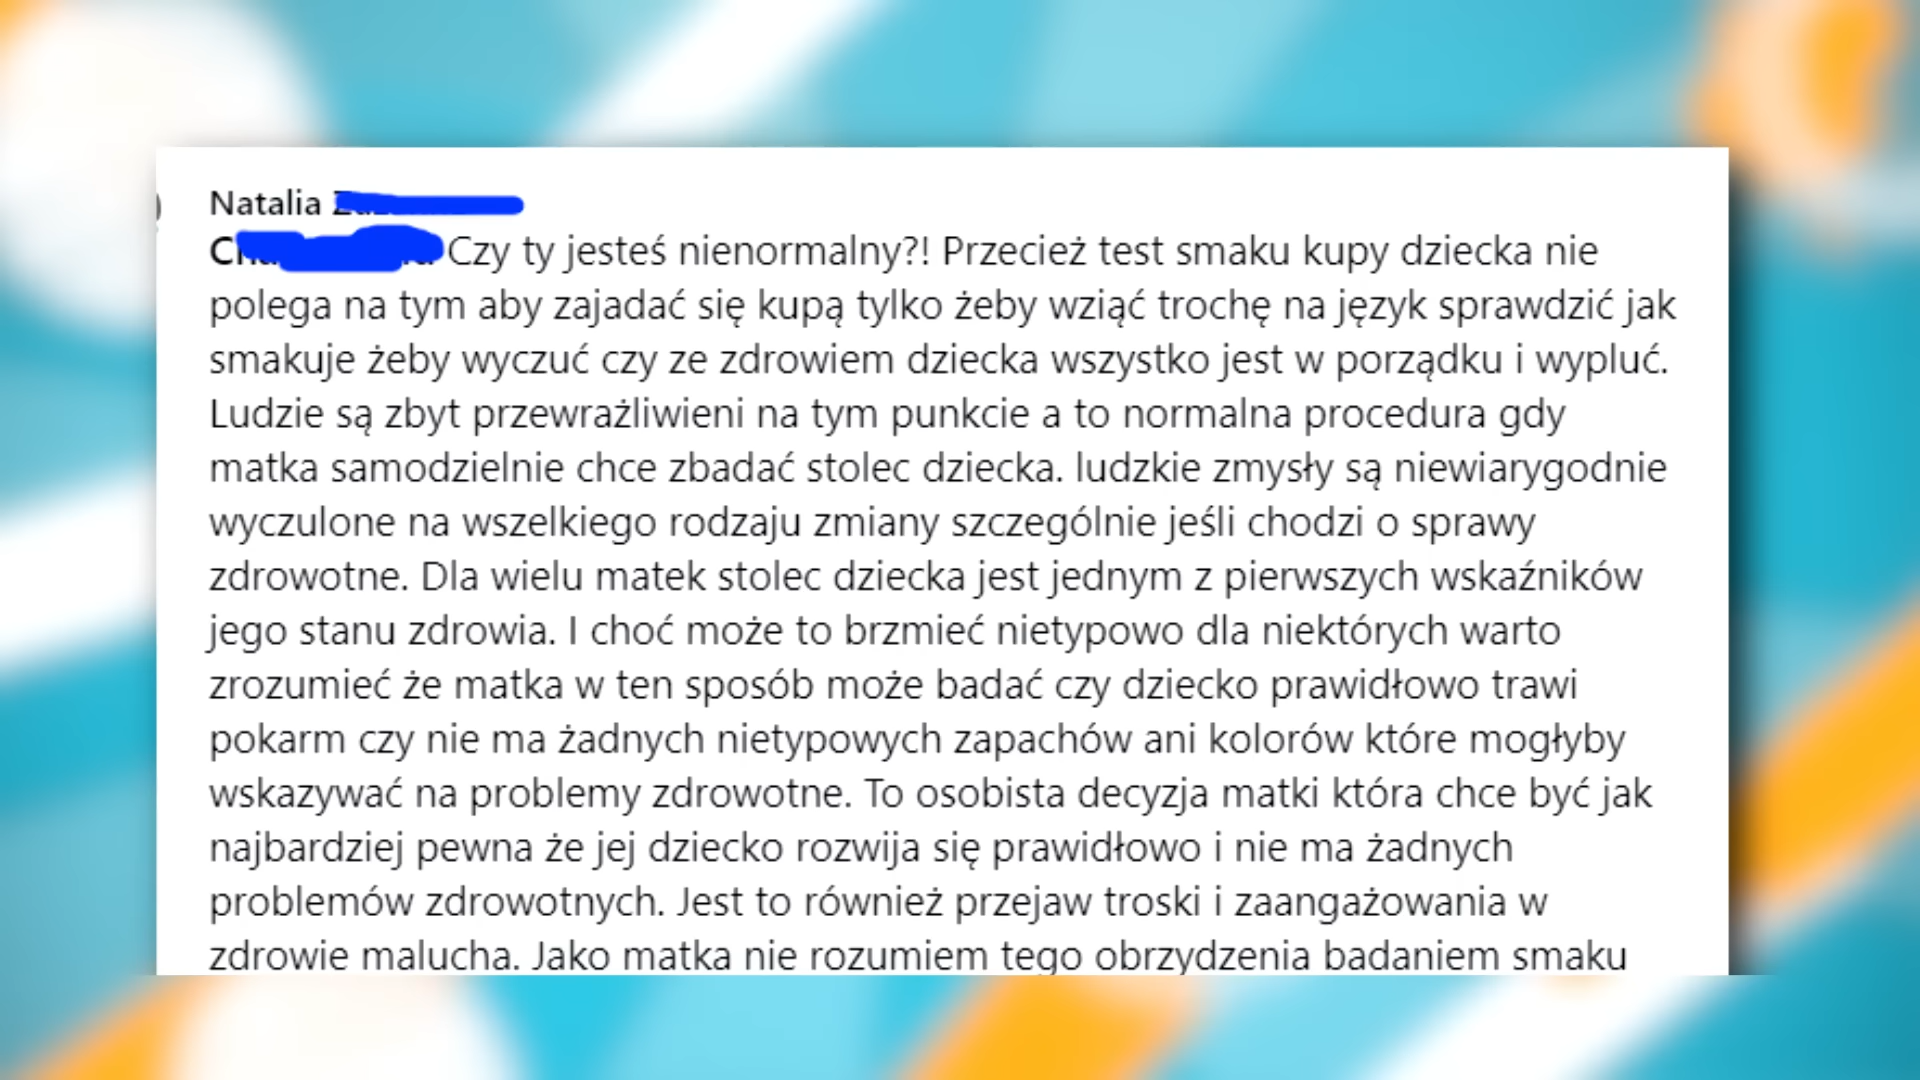 Natalia
Czy ty jesteś nienormalny?! Przecież test smaku kupy dziecka nie
polega na tym aby zajadać się kupą tylko żeby wziąć trochę na język sprawdzić jak
smakuje żeby wyczuć czy ze zdrowiem dziecka wszystko jest w porządku i wypluć.
Ludzie są zbyt przewrażliwieni na tym punkcie a to normalna procedura gdy
matka samodzielnie chce zbadać stolec dziecka. ludzkie zmysły są niewiarygodnie
wyczulone na wszelkiego rodzaju zmiany szczególnie jeśli chodzi o sprawy
zdrowotne. Dla wielu matek stolec dziecka jest jednym z pierwszych wskaźników
jego stanu zdrowia. I choć może to brzmieć nietypowo dla niektórych warto
zrozumieć że matka w ten sposób może badać czy dziecko prawidłowo trawi
pokarm czy nie ma żadnych nietypowych zapachów ani kolorów które mogłyby
wskazywać na problemy zdrowotne. To osobista decyzja matki która chce być jak
najbardziej pewna że jej dziecko rozwija się prawidłowo i nie ma żadnych
problemów zdrowotnych. Jest to również przejaw troski i zaangażowania w
zdrowie malucha. Jako matka nie rozumiem tego obrzydzenia badaniem smaku